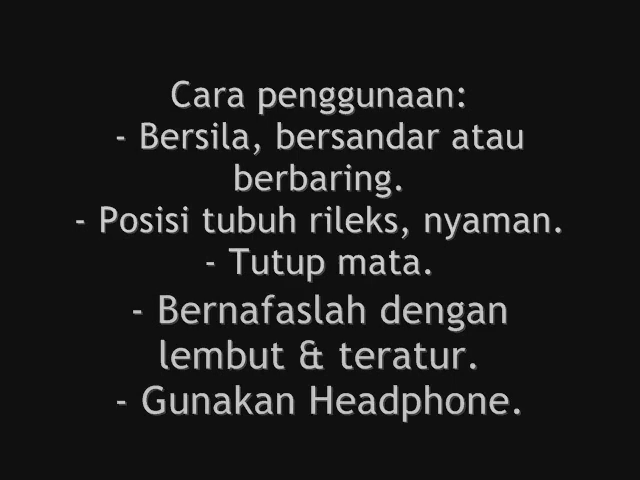 Cara penggunaan:
- Bersila, bersandar atau
berbaring.
- Posisi tubuh rileks, nyaman.
- Tutup mata.
- Bernafaslah dengan
lembut & teratur.
- Gunakan Headphone.